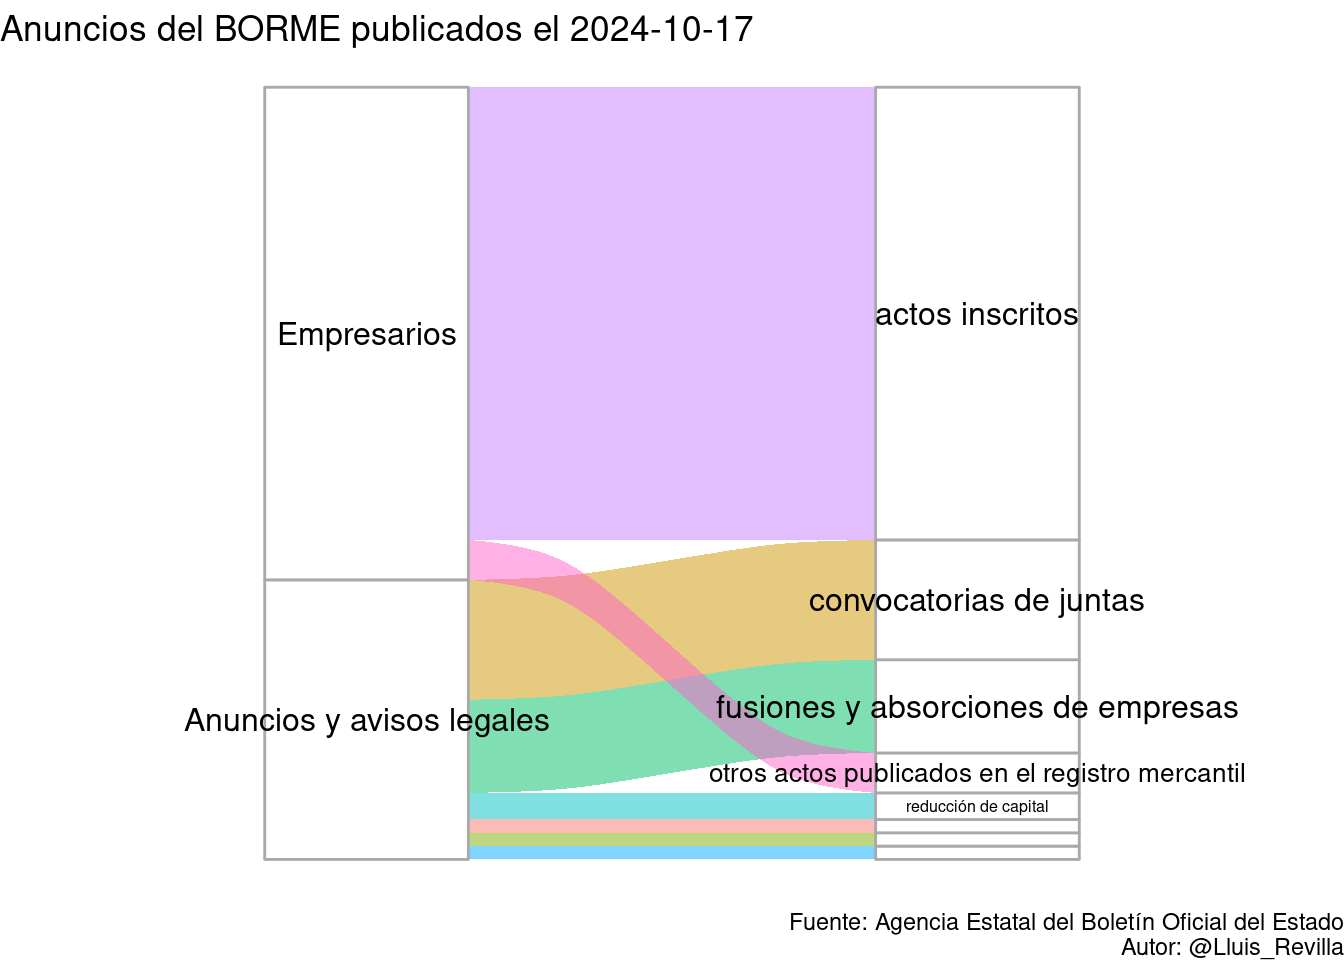 Anuncios del BORME publicados el 2024-10-17
Empresarios
actos inscritos
convocatorias de juntas
Anuncios y avisos legales
fusiones y absorciones de empresas
otros actos publicados en el registro mercantil
reducción de capital
Fuente: Agencia Estatal del Boletín Oficial del Estado
Autor: @Lluis_Revilla